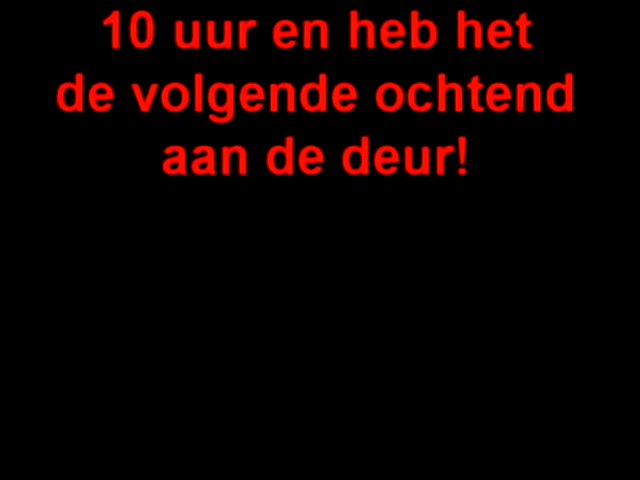 10 uur en heb het
de volgende ochtend
aan de deur!